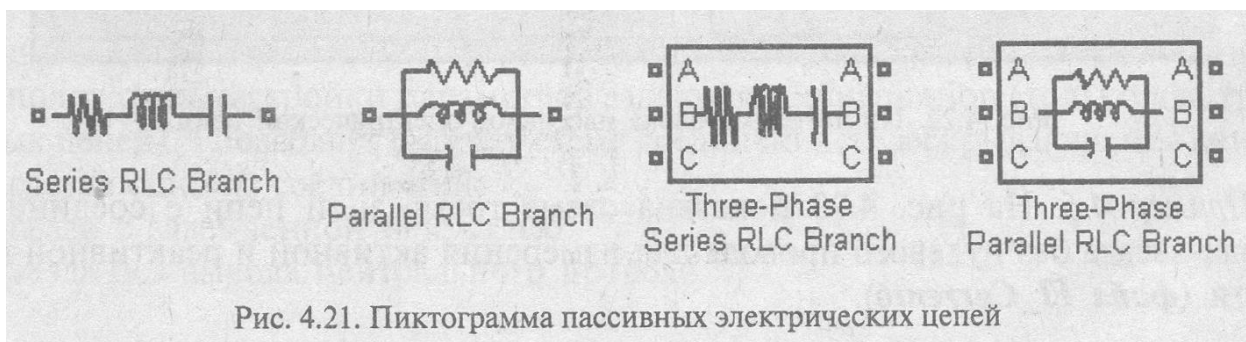 Series RLC Branch
Parallel RLC Branch
A A
B B
C C
Three-Phase
Series RLC Branch
A A
B B
C C
Three-Phase
Parallel RLC Branch
Рис. 4.21. Пиктограмма пассивных электрических цепей